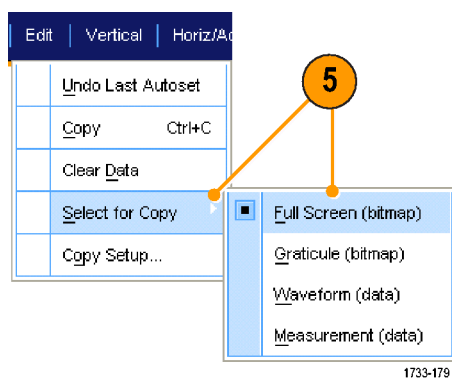 Edit | Vertical | Horiz/A
5
Undo Last Autoset
Copy Ctrl+C
Clear Data
Select for Copy
Copy Setup...
Full Screen (bitmap)
Graticule (bitmap)
Waveform (data)
Measurement (data)
1733-179